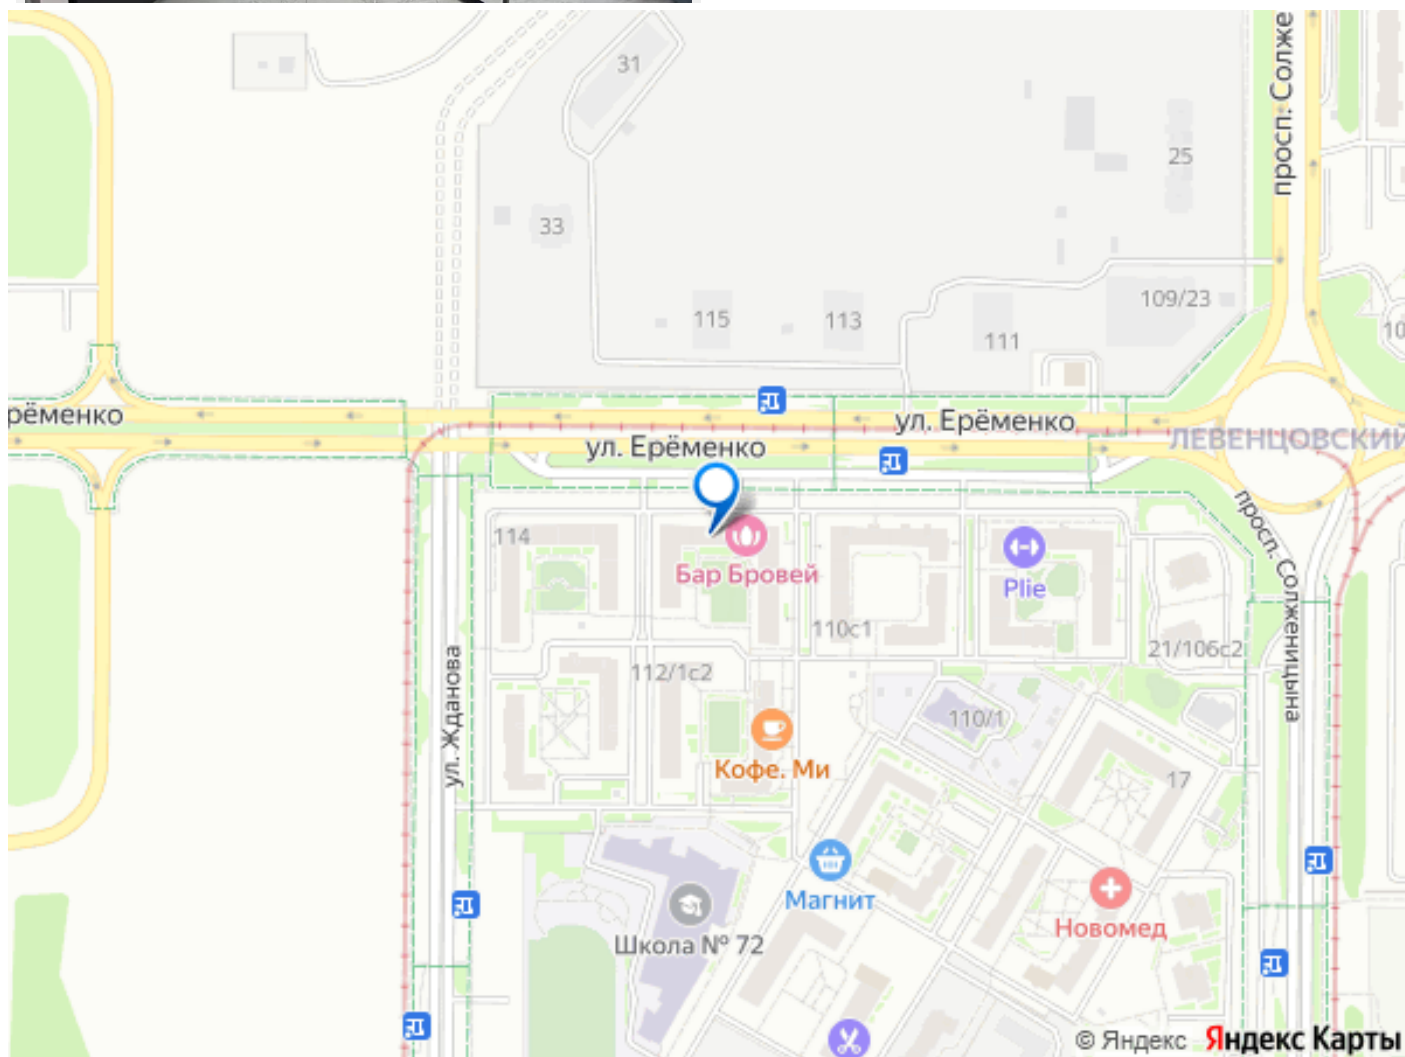 31
просп. Солже
25
33
109/23
115
113
111
10
рёменко
ул. Ерёменко
ул. Ерёменко
ЛЕВЕНЦОВСКИЙ
114
Бар Бровей
Plie
просп. Солженицына
110с1
21/106с2
112/1с2
ул. Жданова
110/1
Кофе. Ми
17
Магнит
Новомед
Школа № 72
© Яндекс Яндекс Карты